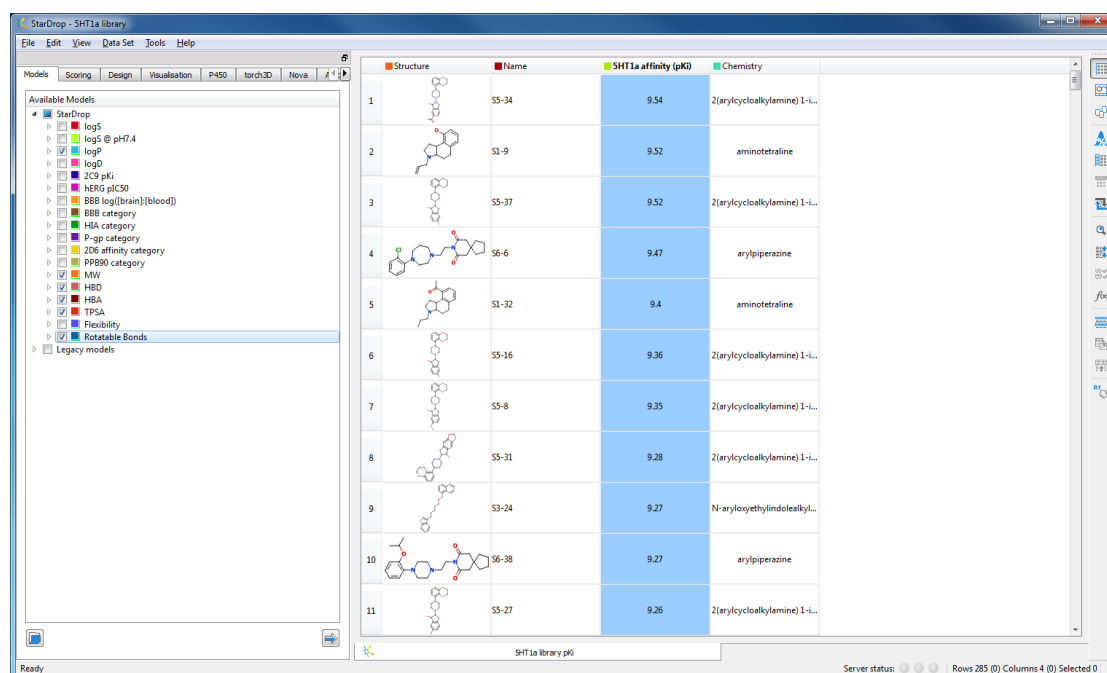 StarDrop - 5HT1a library
File Edit View Data Set Tools Help
Models Scoring Design Visualisation P450 torch3D Nova
Available Models
StarDrop
logS
logS @ pH7.4
logP
logD
2C9 pKi
hERG pIC50
BBB log([brain]:[blood])
BBB category
HIA category
P-gp category
2D6 affinity category
PPB90 category
MW
HBD
HBA
TPSA
Flexibility
Rotatable Bonds
Legacy models
Structure Name 5HT1a affinity (pKi) Chemistry
1 S5-34 9.54 2(arylcycloalkylamine) 1-i...
2 S1-9 9.52 aminotetraline
3 S5-37 9.52 2(arylcycloalkylamine) 1-i...
4 Cl N N N O O S6-6 9.47 arylpiperazine
5 S1-32 9.4 aminotetraline
6 S5-16 9.36 2(arylcycloalkylamine) 1-i...
7 S5-8 9.35 2(arylcycloalkylamine) 1-i...
8 S5-31 9.28 2(arylcycloalkylamine) 1-i...
9 S3-24 9.27 N-aryloxyethylindolealkyl...
10 S6-38 9.27 arylpiperazine
11 S5-27 9.26 2(arylcycloalkylamine) 1-i...
5HT1a library pKi
Ready Server status: Rows 285 (0) Columns 4 (0) Selected 0